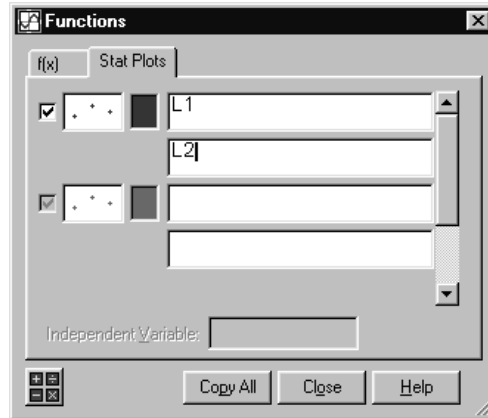 Functions
f(x) Stat Plots
L1
L2
Independent Variable:
Copy All Close Help